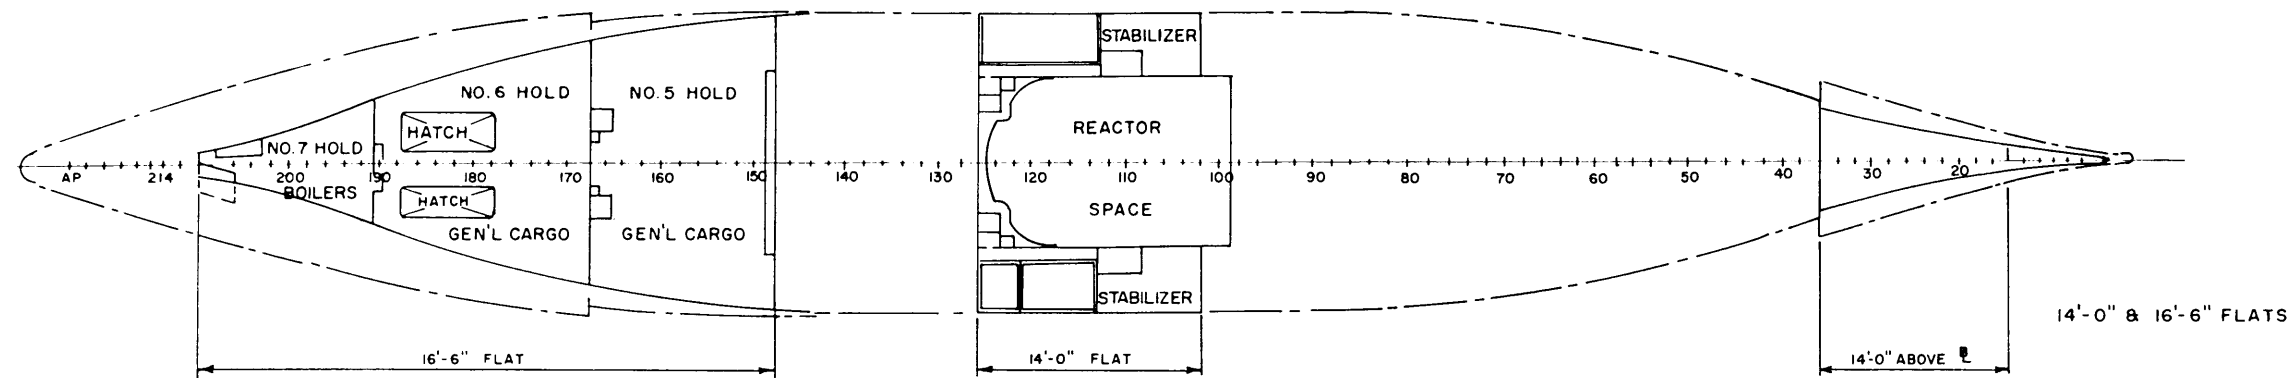 STABILIZER
NO. 6 HOLD
NO. 5 HOLD
HATCH
REACTOR
NO. 7 HOLD
AP 214 200 190 180 170 160 150 140 130 120 110 100 90 80 70 60 50 40 30 20
BOILERS
HATCH
SPACE
GEN'L CARGO
GEN'L CARGO
STABILIZER
14'-0" & 16'-6" FLATS
16'-6" FLAT
14'-0" FLAT
14'-0" ABOVE